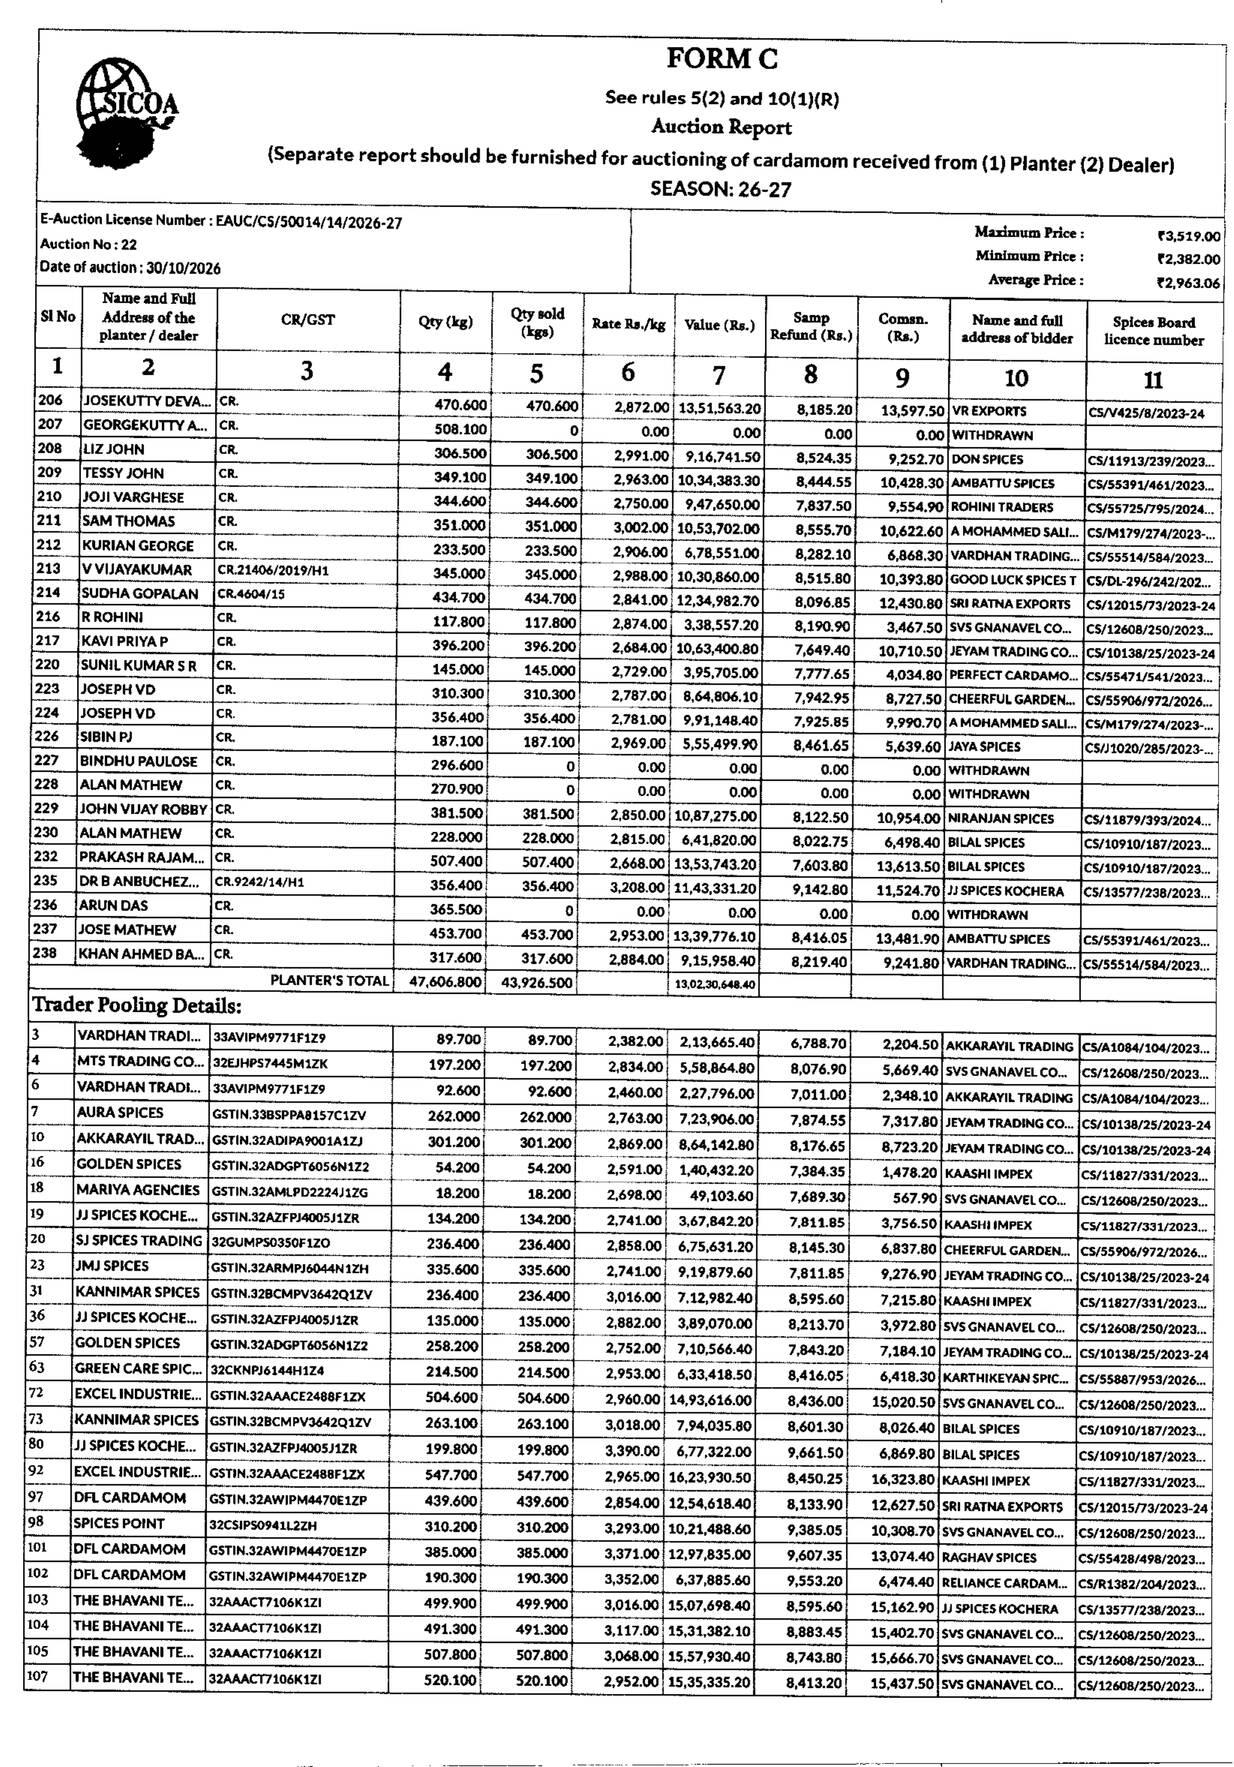 SICOA
FORM C
See rules 5(2) and 10(1)(R)
Auction Report
(Separate report should be furnished for auctioning of cardamom received from (1) Planter (2) Dealer)
SEASON: 26-27
E-Auction License Number : EAUC/CS/50014/14/2026-27
Auction No : 22
Date of auction : 30/10/2026
Maximum Price : ₹3,519.00
Minimum Price : ₹2,382.00
Average Price : ₹2,963.06
Sl No Name and Full Address of the planter / dealer CR/GST Qty (kg) Qty sold (kgs) Rate Rs./kg Value (Rs.) Samp Refund (Rs.) Comsn. (Rs.) Name and full address of bidder Spices Board licence number
1 2 3 4 5 6 7 8 9 10 11
206 JOSEKUTTY DEVA... CR. 470.600 470.600 2,872.00 13,51,563.20 8,185.20 13,597.50 VR EXPORTS CS/V425/8/2023-24
207 GEORGEKUTTY A... CR. 508.100 0 0.00 0.00 0.00 0.00 WITHDRAWN
208 LIZ JOHN CR. 306.500 306.500 2,991.00 9,16,741.50 8,524.35 9,252.70 DON SPICES CS/11913/239/2023...
209 TESSY JOHN CR. 349.100 349.100 2,963.00 10,34,383.30 8,444.55 10,428.30 AMBATTU SPICES CS/55391/461/2023...
210 JOJI VARGHESE CR. 344.600 344.600 2,750.00 9,47,650.00 7,837.50 9,554.90 ROHINI TRADERS CS/55725/795/2024...
211 SAM THOMAS CR. 351.000 351.000 3,002.00 10,53,702.00 8,555.70 10,622.60 A MOHAMMED SALI... CS/M179/274/2023-...
212 KURIAN GEORGE CR. 233.500 233.500 2,906.00 6,78,551.00 8,282.10 6,868.30 VARDHAN TRADING... CS/55514/584/2023...
213 V VIJAYAKUMAR CR.21406/2019/H1 345.000 345.000 2,988.00 10,30,860.00 8,515.80 10,393.80 GOOD LUCK SPICES T CS/DL-296/242/202...
214 SUDHA GOPALAN CR.4604/15 434.700 434.700 2,841.00 12,34,982.70 8,096.85 12,430.80 SRI RATNA EXPORTS CS/12015/73/2023-24
216 R ROHINI CR. 117.800 117.800 2,874.00 3,38,557.20 8,190.90 3,467.50 SVS GNANAVEL CO... CS/12608/250/2023...
217 KAVI PRIYA P CR. 396.200 396.200 2,684.00 10,63,400.80 7,649.40 10,710.50 JEYAM TRADING CO... CS/10138/25/2023-24
220 SUNIL KUMAR S R CR. 145.000 145.000 2,729.00 3,95,705.00 7,777.65 4,034.80 PERFECT CARDAMO... CS/55471/541/2023...
223 JOSEPH VD CR. 310.300 310.300 2,787.00 8,64,806.10 7,942.95 8,727.50 CHEERFUL GARDEN... CS/55906/972/2026...
224 JOSEPH VD CR. 356.400 356.400 2,781.00 9,91,148.40 7,925.85 9,990.70 A MOHAMMED SALI... CS/M179/274/2023-...
226 SIBIN PJ CR. 187.100 187.100 2,969.00 5,55,499.90 8,461.65 5,639.60 JAYA SPICES CS/J1020/285/2023-...
227 BINDHU PAULOSE CR. 296.600 0 0.00 0.00 0.00 0.00 WITHDRAWN
228 ALAN MATHEW CR. 270.900 0 0.00 0.00 0.00 0.00 WITHDRAWN
229 JOHN VIJAY ROBBY CR. 381.500 381.500 2,850.00 10,87,275.00 8,122.50 10,954.00 NIRANJAN SPICES CS/11879/393/2024...
230 ALAN MATHEW CR. 228.000 228.000 2,815.00 6,41,820.00 8,022.75 6,498.40 BILAL SPICES CS/10910/187/2023...
232 PRAKASH RAJAM... CR. 507.400 507.400 2,668.00 13,53,743.20 7,603.80 13,613.50 BILAL SPICES CS/10910/187/2023...
235 DR B ANBUCHEZ... CR.9242/14/H1 356.400 356.400 3,208.00 11,43,331.20 9,142.80 11,524.70 JJ SPICES KOCHERA CS/13577/238/2023...
236 ARUN DAS CR. 365.500 0 0.00 0.00 0.00 0.00 WITHDRAWN
237 JOSE MATHEW CR. 453.700 453.700 2,953.00 13,39,776.10 8,416.05 13,481.90 AMBATTU SPICES CS/55391/461/2023...
238 KHAN AHMED BA... CR. 317.600 317.600 2,884.00 9,15,958.40 8,219.40 9,241.80 VARDHAN TRADING... CS/55514/584/2023...
PLANTER'S TOTAL 47,606.800 43,926.500 13,02,30,648.40
Trader Pooling Details:
3 VARDHAN TRADI... 33AVIPM9771F1Z9 89.700 89.700 2,382.00 2,13,665.40 6,788.70 2,204.50 AKKARAYIL TRADING CS/A1084/104/2023...
4 MTS TRADING CO... 32EJHPS7445M1ZK 197.200 197.200 2,834.00 5,58,864.80 8,076.90 5,669.40 SVS GNANAVEL CO... CS/12608/250/2023...
6 VARDHAN TRADI... 33AVIPM9771F1Z9 92.600 92.600 2,460.00 2,27,796.00 7,011.00 2,348.10 AKKARAYIL TRADING CS/A1084/104/2023...
7 AURA SPICES GSTIN.33BSPPA8157C1ZV 262.000 262.000 2,763.00 7,23,906.00 7,874.55 7,317.80 JEYAM TRADING CO... CS/10138/25/2023-24
10 AKKARAYIL TRAD... GSTIN.32ADIPA9001A1ZJ 301.200 301.200 2,869.00 8,64,142.80 8,176.65 8,723.20 JEYAM TRADING CO... CS/10138/25/2023-24
16 GOLDEN SPICES GSTIN.32ADGPT6056N1Z2 54.200 54.200 2,591.00 1,40,432.20 7,384.35 1,478.20 KAASHI IMPEX CS/11827/331/2023...
18 MARIYA AGENCIES GSTIN.32AMLPD2224J1ZG 18.200 18.200 2,698.00 49,103.60 7,689.30 567.90 SVS GNANAVEL CO... CS/12608/250/2023...
19 JJ SPICES KOCHE... GSTIN.32AZFPJ4005J1ZR 134.200 134.200 2,741.00 3,67,842.20 7,811.85 3,756.50 KAASHI IMPEX CS/11827/331/2023...
20 SJ SPICES TRADING 32GUMPS0350F1ZO 236.400 236.400 2,858.00 6,75,631.20 8,145.30 6,837.80 CHEERFUL GARDEN... CS/55906/972/2026...
23 JMJ SPICES GSTIN.32ARMPJ6044N1ZH 335.600 335.600 2,741.00 9,19,879.60 7,811.85 9,276.90 JEYAM TRADING CO... CS/10138/25/2023-24
31 KANNIMAR SPICES GSTIN.32BCMPV3642Q1ZV 236.400 236.400 3,016.00 7,12,982.40 8,595.60 7,215.80 KAASHI IMPEX CS/11827/331/2023...
36 JJ SPICES KOCHE... GSTIN.32AZFPJ4005J1ZR 135.000 135.000 2,882.00 3,89,070.00 8,213.70 3,972.80 SVS GNANAVEL CO... CS/12608/250/2023...
57 GOLDEN SPICES GSTIN.32ADGPT6056N1Z2 258.200 258.200 2,752.00 7,10,566.40 7,843.20 7,184.10 JEYAM TRADING CO... CS/10138/25/2023-24
63 GREEN CARE SPIC... 32CKNPJ6144H1Z4 214.500 214.500 2,953.00 6,33,418.50 8,416.05 6,418.30 KARTHIKEYAN SPIC... CS/55887/953/2026...
72 EXCEL INDUSTRIE... GSTIN.32AAACE2488F1ZX 504.600 504.600 2,960.00 14,93,616.00 8,436.00 15,020.50 SVS GNANAVEL CO... CS/12608/250/2023...
73 KANNIMAR SPICES GSTIN.32BCMPV3642Q1ZV 263.100 263.100 3,018.00 7,94,035.80 8,601.30 8,026.40 BILAL SPICES CS/10910/187/2023...
80 JJ SPICES KOCHE... GSTIN.32AZFPJ4005J1ZR 199.800 199.800 3,390.00 6,77,322.00 9,661.50 6,869.80 BILAL SPICES CS/10910/187/2023...
92 EXCEL INDUSTRIE... GSTIN.32AAACE2488F1ZX 547.700 547.700 2,965.00 16,23,930.50 8,450.25 16,323.80 KAASHI IMPEX CS/11827/331/2023...
97 DFL CARDAMOM GSTIN.32AWIPM4470E1ZP 439.600 439.600 2,854.00 12,54,618.40 8,133.90 12,627.50 SRI RATNA EXPORTS CS/12015/73/2023-24
98 SPICES POINT 32CSIPS0941L2ZH 310.200 310.200 3,293.00 10,21,488.60 9,385.05 10,308.70 SVS GNANAVEL CO... CS/12608/250/2023...
101 DFL CARDAMOM GSTIN.32AWIPM4470E1ZP 385.000 385.000 3,371.00 12,97,835.00 9,607.35 13,074.40 RAGHAV SPICES CS/55428/498/2023...
102 DFL CARDAMOM GSTIN.32AWIPM4470E1ZP 190.300 190.300 3,352.00 6,37,885.60 9,553.20 6,474.40 RELIANCE CARDAM... CS/R1382/204/2023...
103 THE BHAVANI TE... 32AAACT7106K1ZI 499.900 499.900 3,016.00 15,07,698.40 8,595.60 15,162.90 JJ SPICES KOCHERA CS/13577/238/2023...
104 THE BHAVANI TE... 32AAACT7106K1ZI 491.300 491.300 3,117.00 15,31,382.10 8,883.45 15,402.70 SVS GNANAVEL CO... CS/12608/250/2023...
105 THE BHAVANI TE... 32AAACT7106K1ZI 507.800 507.800 3,068.00 15,57,930.40 8,743.80 15,666.70 SVS GNANAVEL CO... CS/12608/250/2023...
107 THE BHAVANI TE... 32AAACT7106K1ZI 520.100 520.100 2,952.00 15,35,335.20 8,413.20 15,437.50 SVS GNANAVEL CO... CS/12608/250/2023...